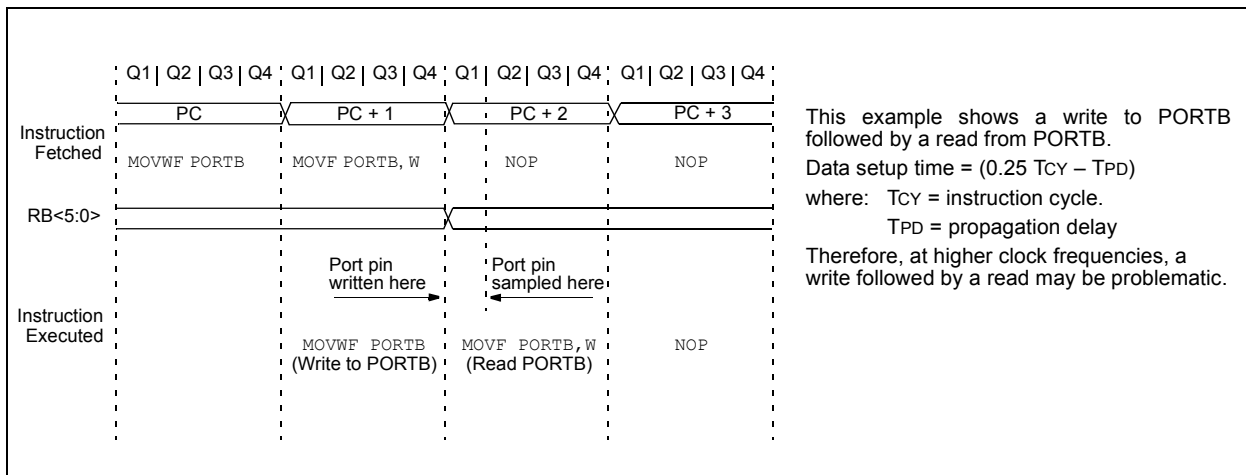 Q1 | Q2 | Q3 | Q4 Q1 | Q2 | Q3 | Q4 Q1 | Q2 | Q3 | Q4 Q1 | Q2 | Q3 | Q4
PC PC + 1 PC + 2 PC + 3
Instruction
Fetched
MOVWF PORTB MOVF PORTB, W NOP NOP
RB<5:0>
Port pin
written here
Port pin
sampled here
Instruction
Executed
MOVWF PORTB MOVF PORTB,W NOP
(Write to PORTB) (Read PORTB)
This example shows a write to PORTB
followed by a read from PORTB.
Data setup time = (0.25 TCY – TPD)
where: TCY = instruction cycle.
TPD = propagation delay
Therefore, at higher clock frequencies, a
write followed by a read may be problematic.